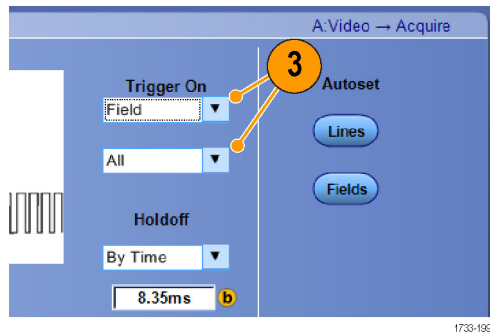 A:Video → Acquire
3
Trigger On
Autoset
Field
Lines
All
Fields
Holdoff
By Time
8.35ms b
1733-199